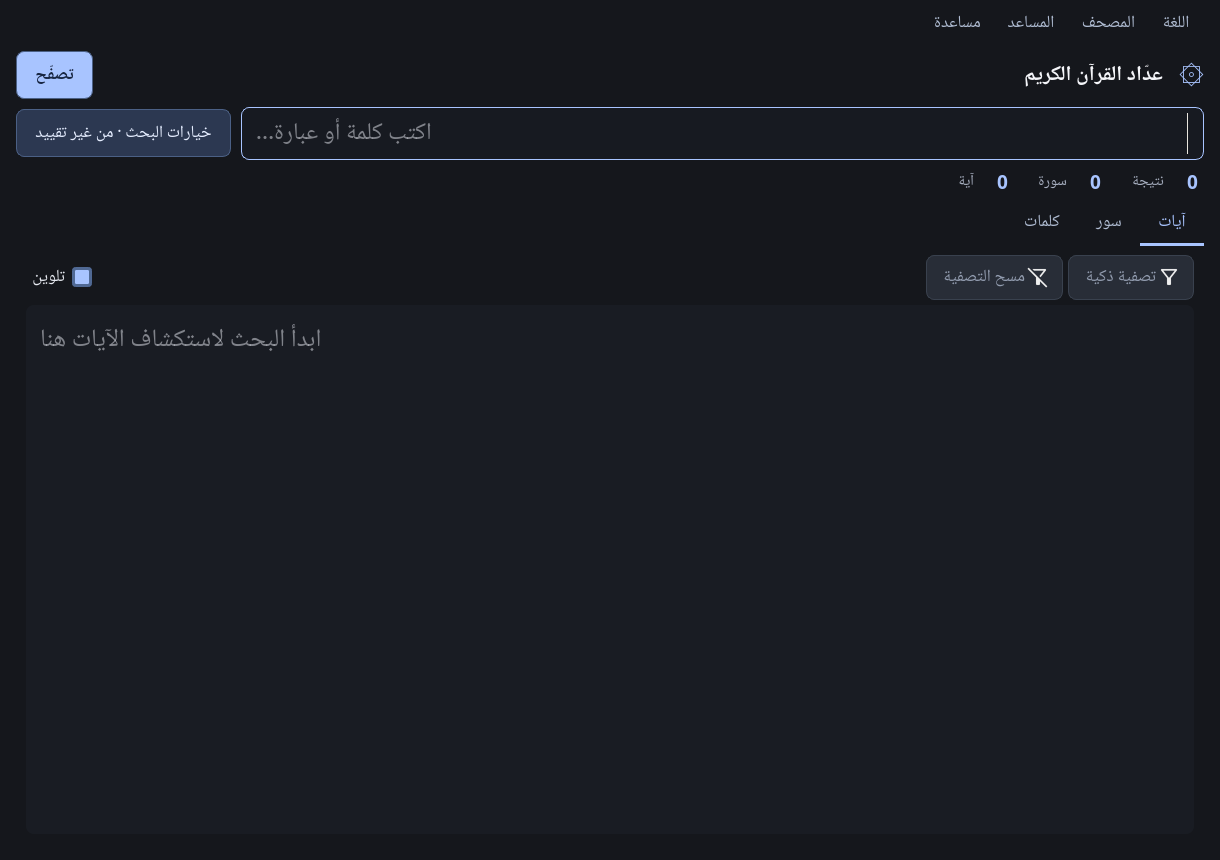 اللغة المصحف المساعد مساعدة
عدّاد القرآن الكريم تصفّح
اكتب كلمة أو عبارة... خيارات البحث · من غير تقييد
0 نتيجة 0 سورة 0 آية
آيات سور كلمات
تصفية ذكية مسح التصفية تلوين
ابدأ البحث لاستكشاف الآيات هنا